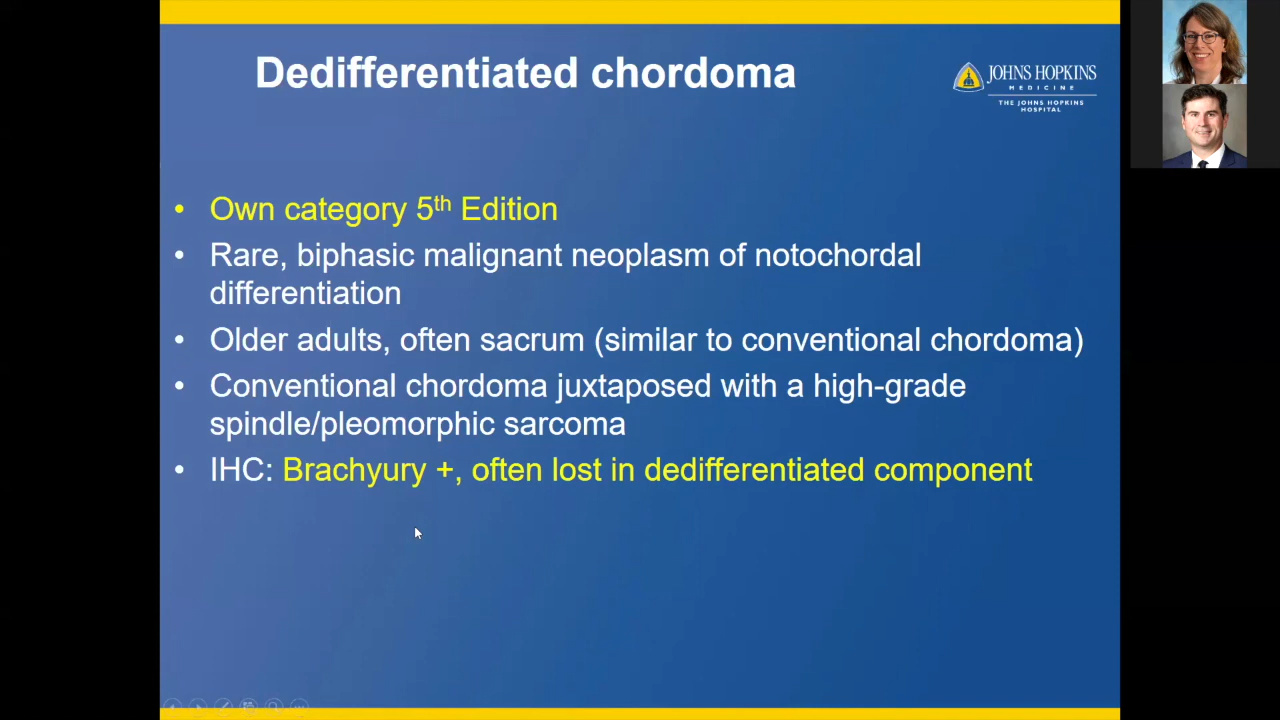 Dedifferentiated chordoma
JOHNS HOPKINS
MEDICINE
THE JOHNS HOPKINS
HOSPITAL
• Own category 5th Edition
• Rare, biphasic malignant neoplasm of notochordal
differentiation
• Older adults, often sacrum (similar to conventional chordoma)
• Conventional chordoma juxtaposed with a high-grade
spindle/pleomorphic sarcoma
• IHC: Brachyury +, often lost in dedifferentiated component